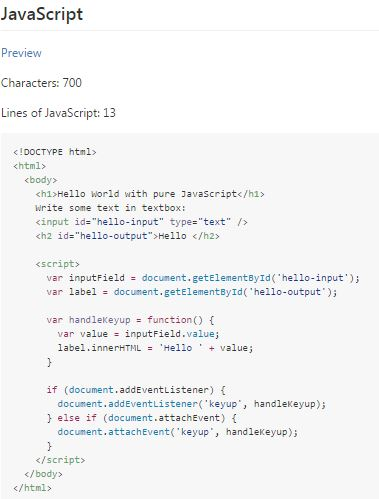 JavaScript
Preview
Characters: 700
Lines of JavaScript: 13
<!DOCTYPE html>
<html>
  <body>
    <h1>Hello World with pure JavaScript</h1>
    Write some text in textbox:
    <input id="hello-input" type="text" />
    <h2 id="hello-output">Hello </h2>

    <script>
      var inputField = document.getElementById('hello-input');
      var label = document.getElementById('hello-output');

      var handleKeyup = function() {
        var value = inputField.value;
        label.innerHTML = 'Hello ' + value;
      }

      if (document.addEventListener) {
        document.addEventListener('keyup', handleKeyup);
      } else if (document.attachEvent) {
        document.attachEvent('keyup', handleKeyup);
      }
    </script>
  </body>
</html>